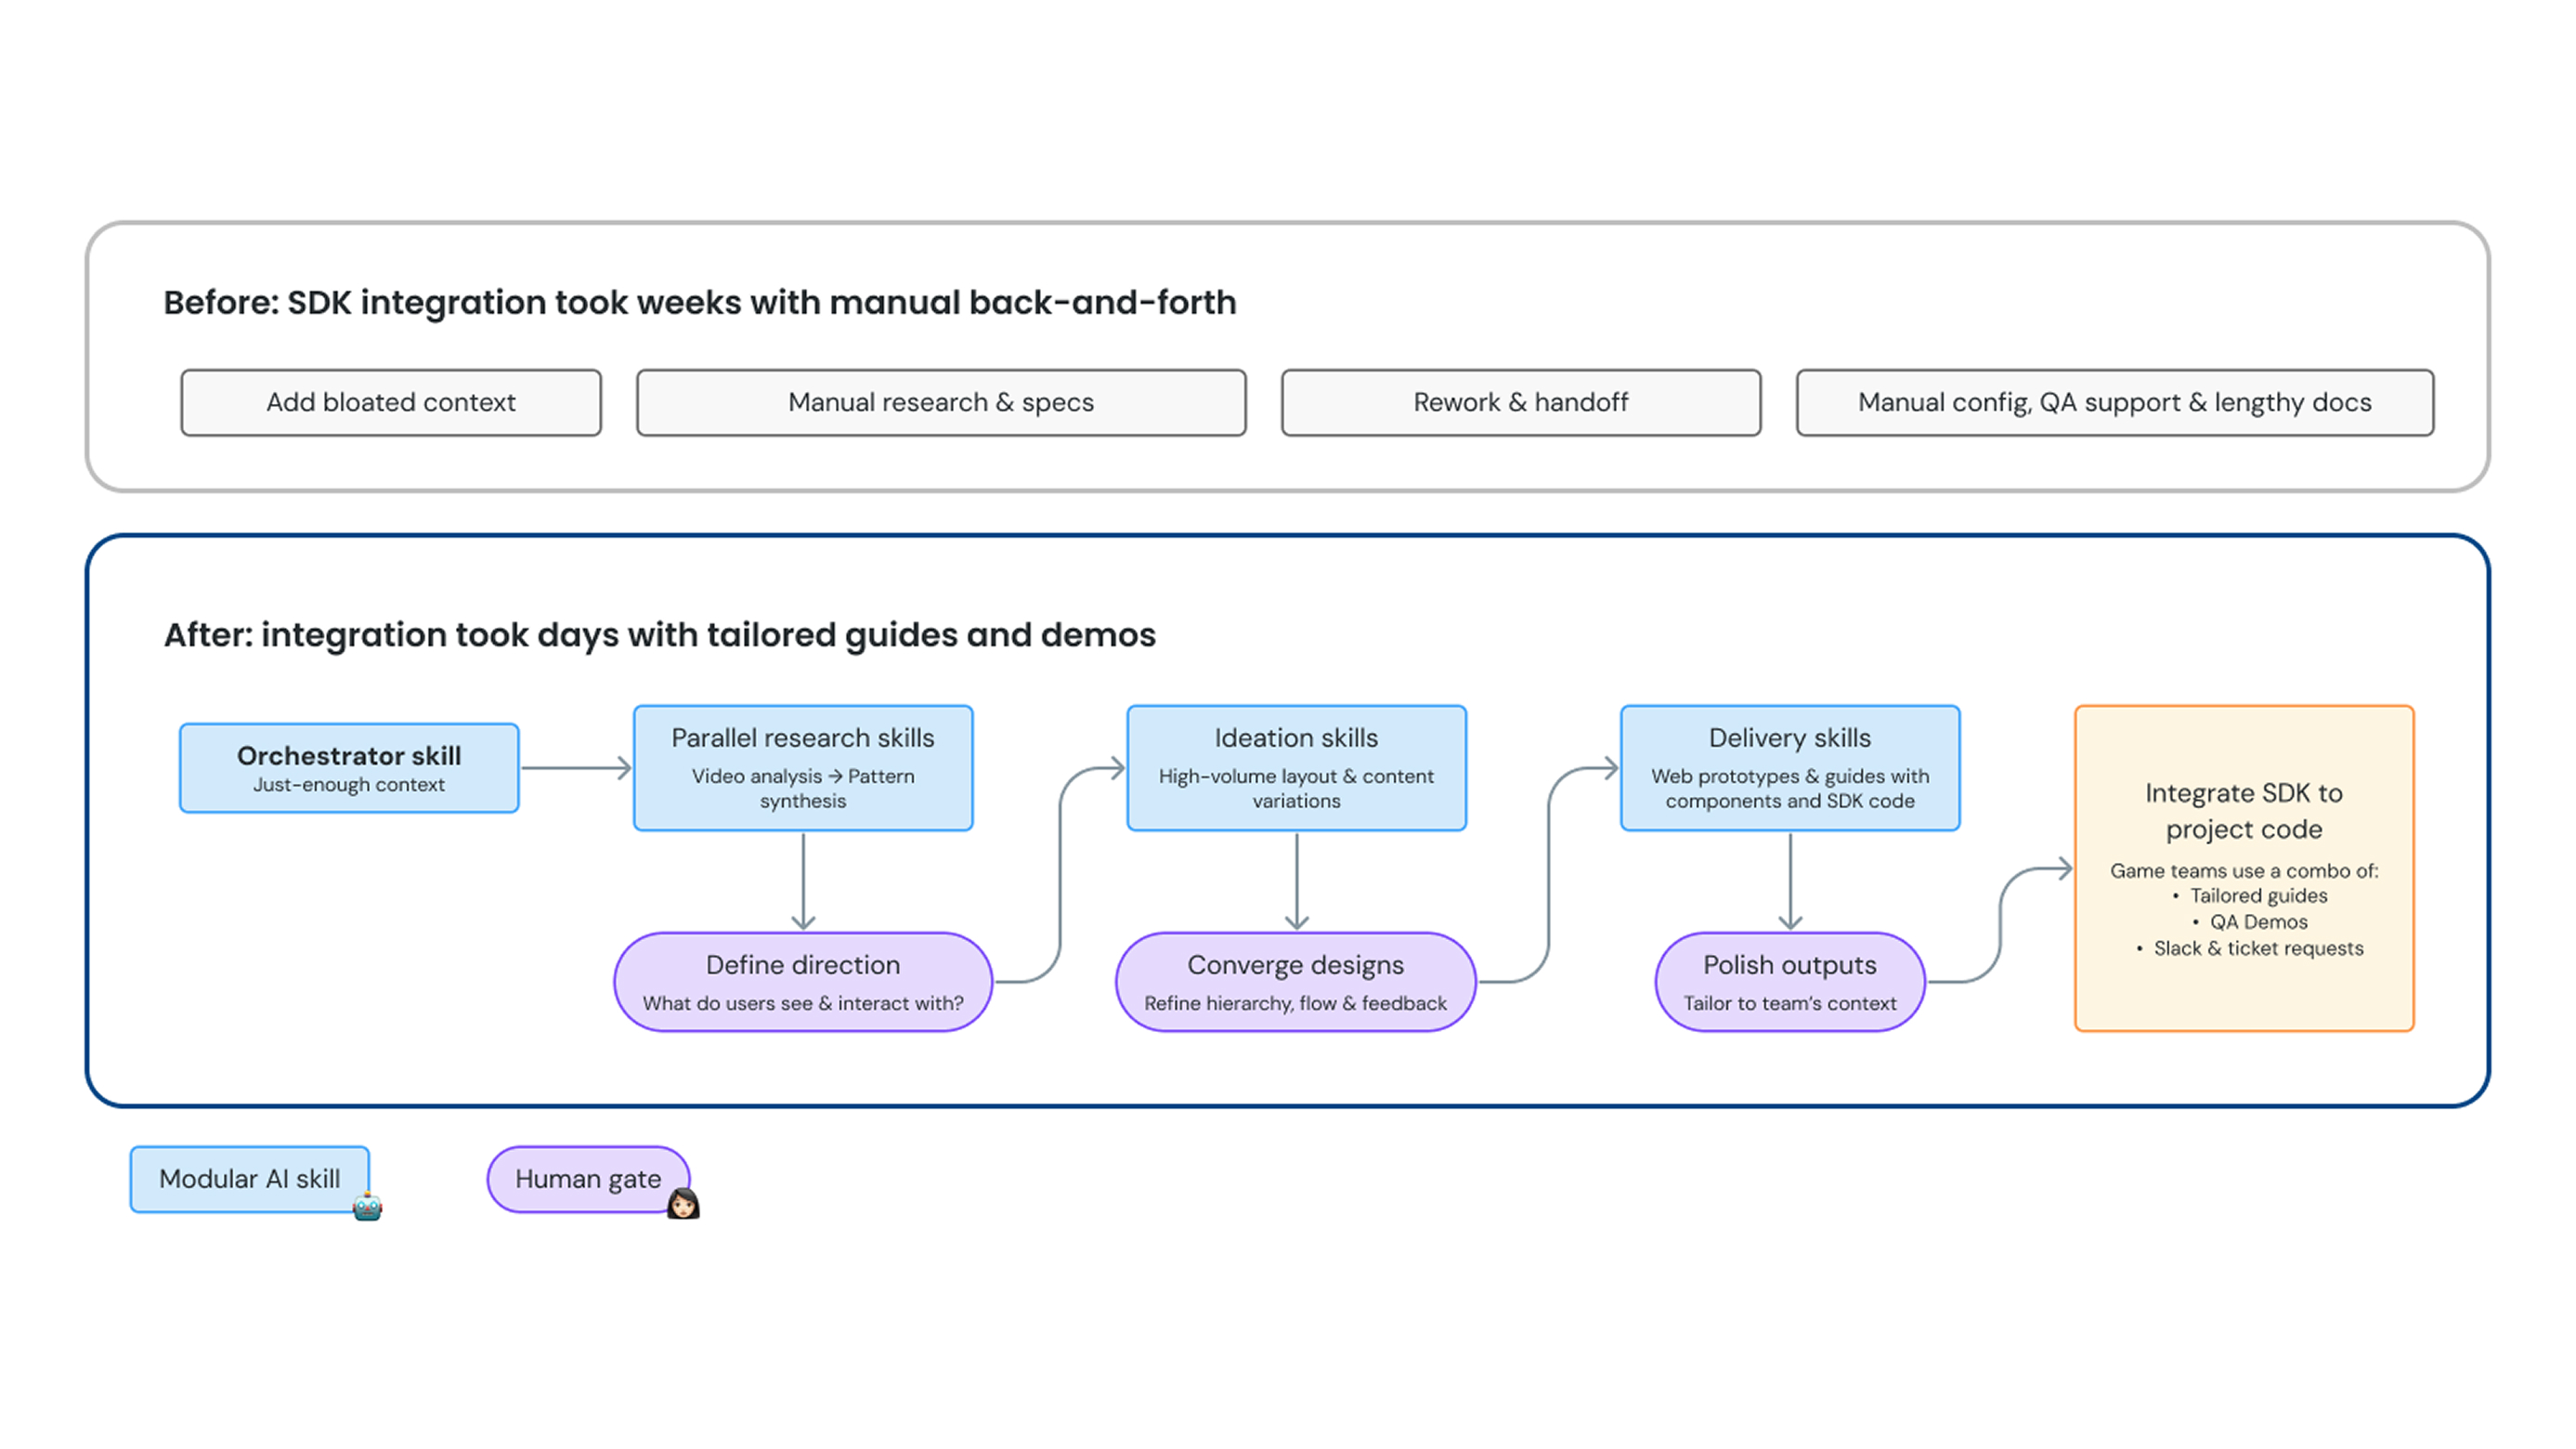 Before: SDK integration took weeks with manual back-and-forth
Add bloated context
Manual research & specs
Rework & handoff
Manual config, QA support & lengthy docs
After: integration took days with tailored guides and demos
Orchestrator skill
Just-enough context
Parallel research skills
Video analysis → Pattern
synthesis
Define direction
What do users see & interact with?
Ideation skills
High-volume layout & content
variations
Converge designs
Refine hierarchy, flow & feedback
Delivery skills
Web prototypes & guides with
components and SDK code
Polish outputs
Tailor to team's context
Integrate SDK to
project code
Game teams use a combo of:
• Tailored guides
• QA Demos
• Slack & ticket requests
Modular AI skill
Human gate